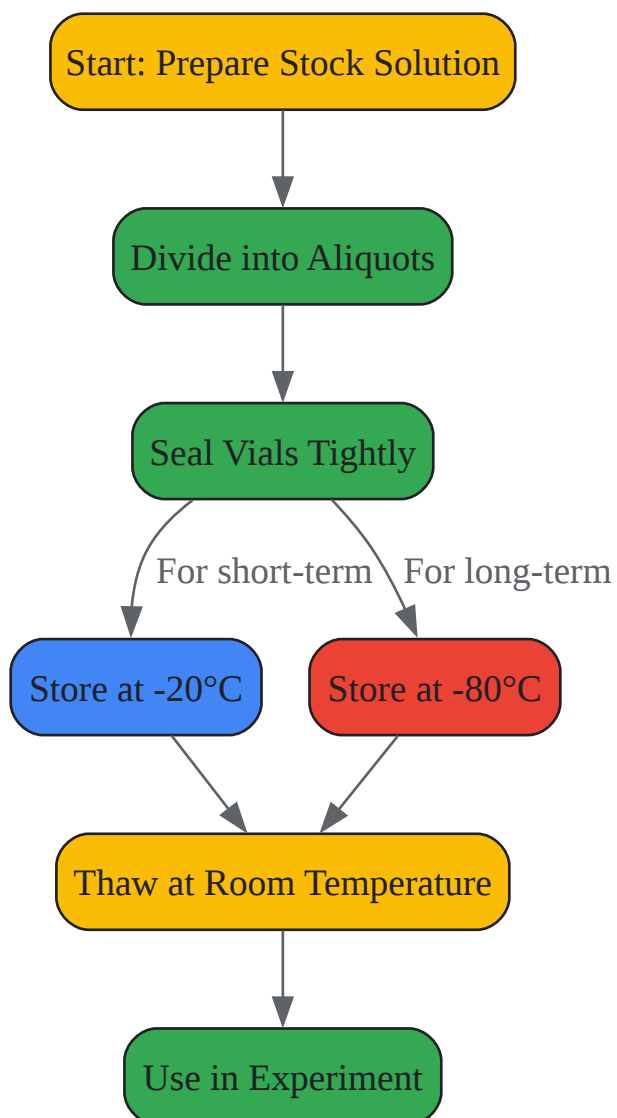 Start: Prepare Stock Solution
Divide into Aliquots
Seal Vials Tightly
For short-term
For long-term
Store at -20°C
Store at -80°C
Thaw at Room Temperature
Use in Experiment